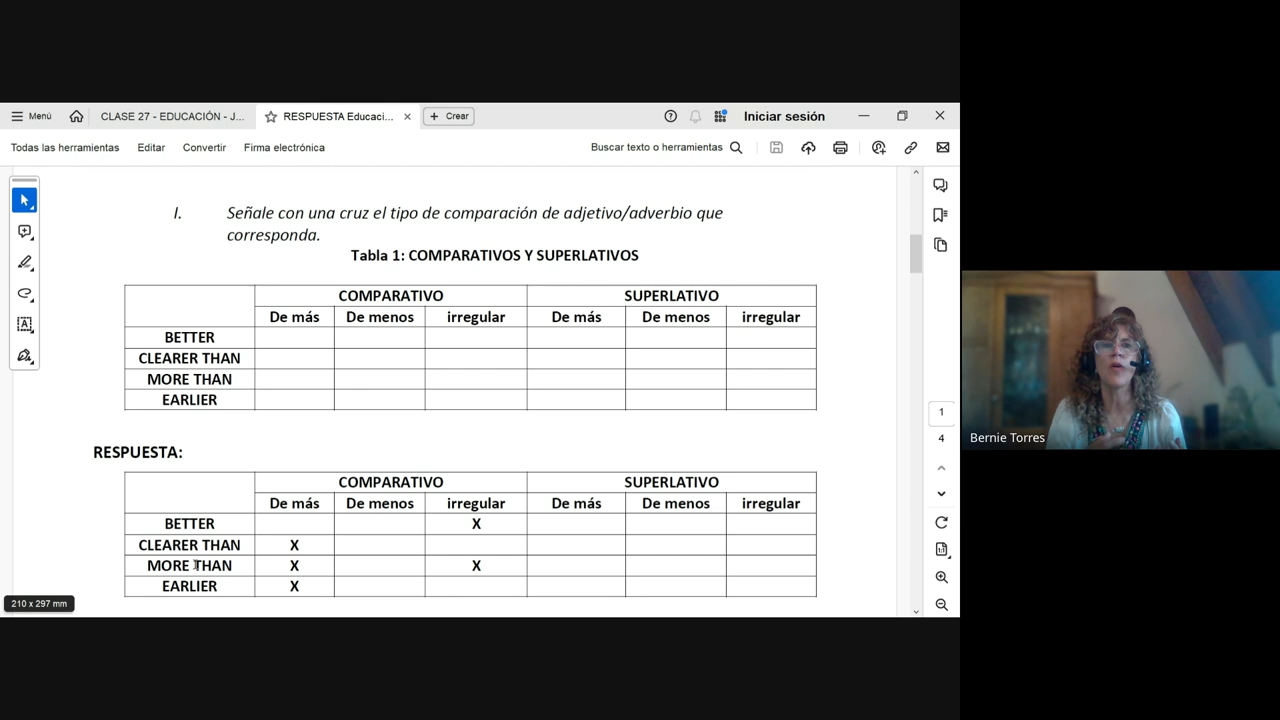 Menú
CLASE 27 - EDUCACIÓN - J...
RESPUESTA Educaci...
Crear
Iniciar sesión
Todas las herramientas
Editar
Convertir
Firma electrónica
Buscar texto o herramientas
I. Señale con una cruz el tipo de comparación de adjetivo/adverbio que
corresponda.
Tabla 1: COMPARATIVOS Y SUPERLATIVOS
COMPARATIVO SUPERLATIVO
De más De menos irregular De más De menos irregular
BETTER
CLEARER THAN
MORE THAN
EARLIER
RESPUESTA:
COMPARATIVO SUPERLATIVO
De más De menos irregular De más De menos irregular
BETTER X
CLEARER THAN X
MORE THAN X X
EARLIER X
1
4
210 x 297 mm
Bernie Torres